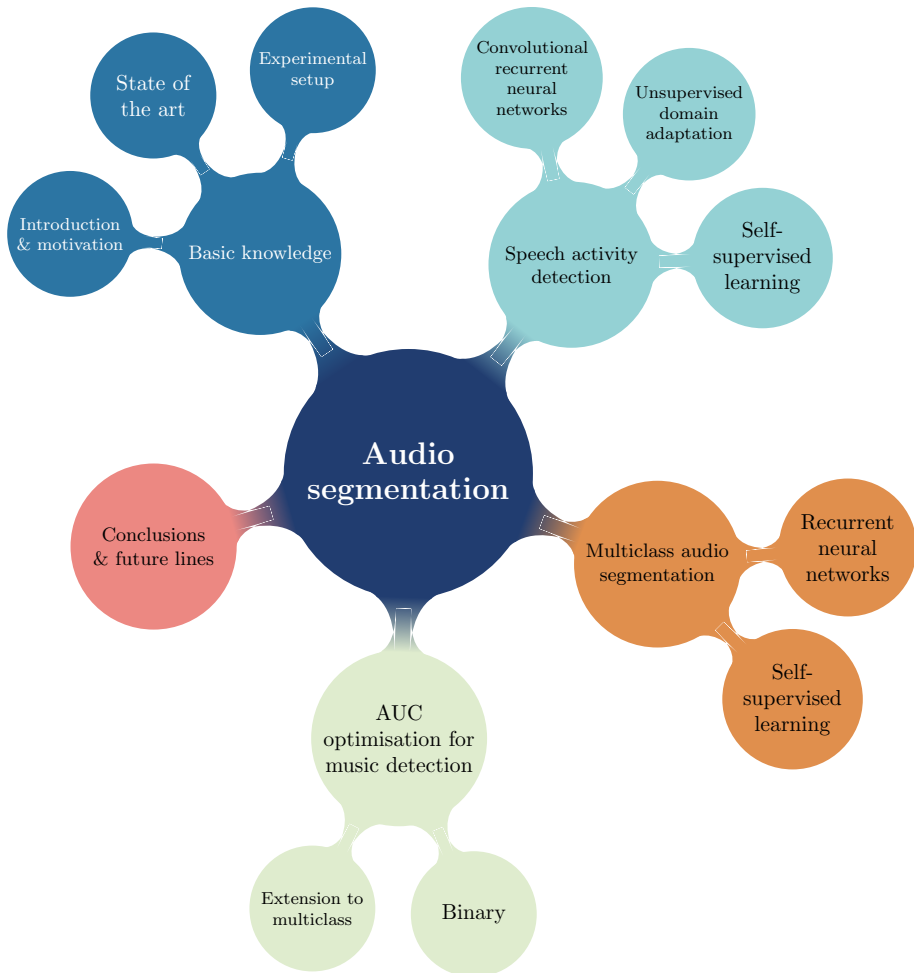 Experimental
setup
State of
the art
Introduction
& motivation
Basic knowledge
Convolutional
recurrent
neural
networks
Unsupervised
domain
adaptation
Self-
supervised
learning
Speech activity
detection
Audio
segmentation
Conclusions
& future lines
Multiclass audio
segmentation
Recurrent
neural
networks
Self-
supervised
learning
AUC
optimisation for
music detection
Extension to
multiclass
Binary